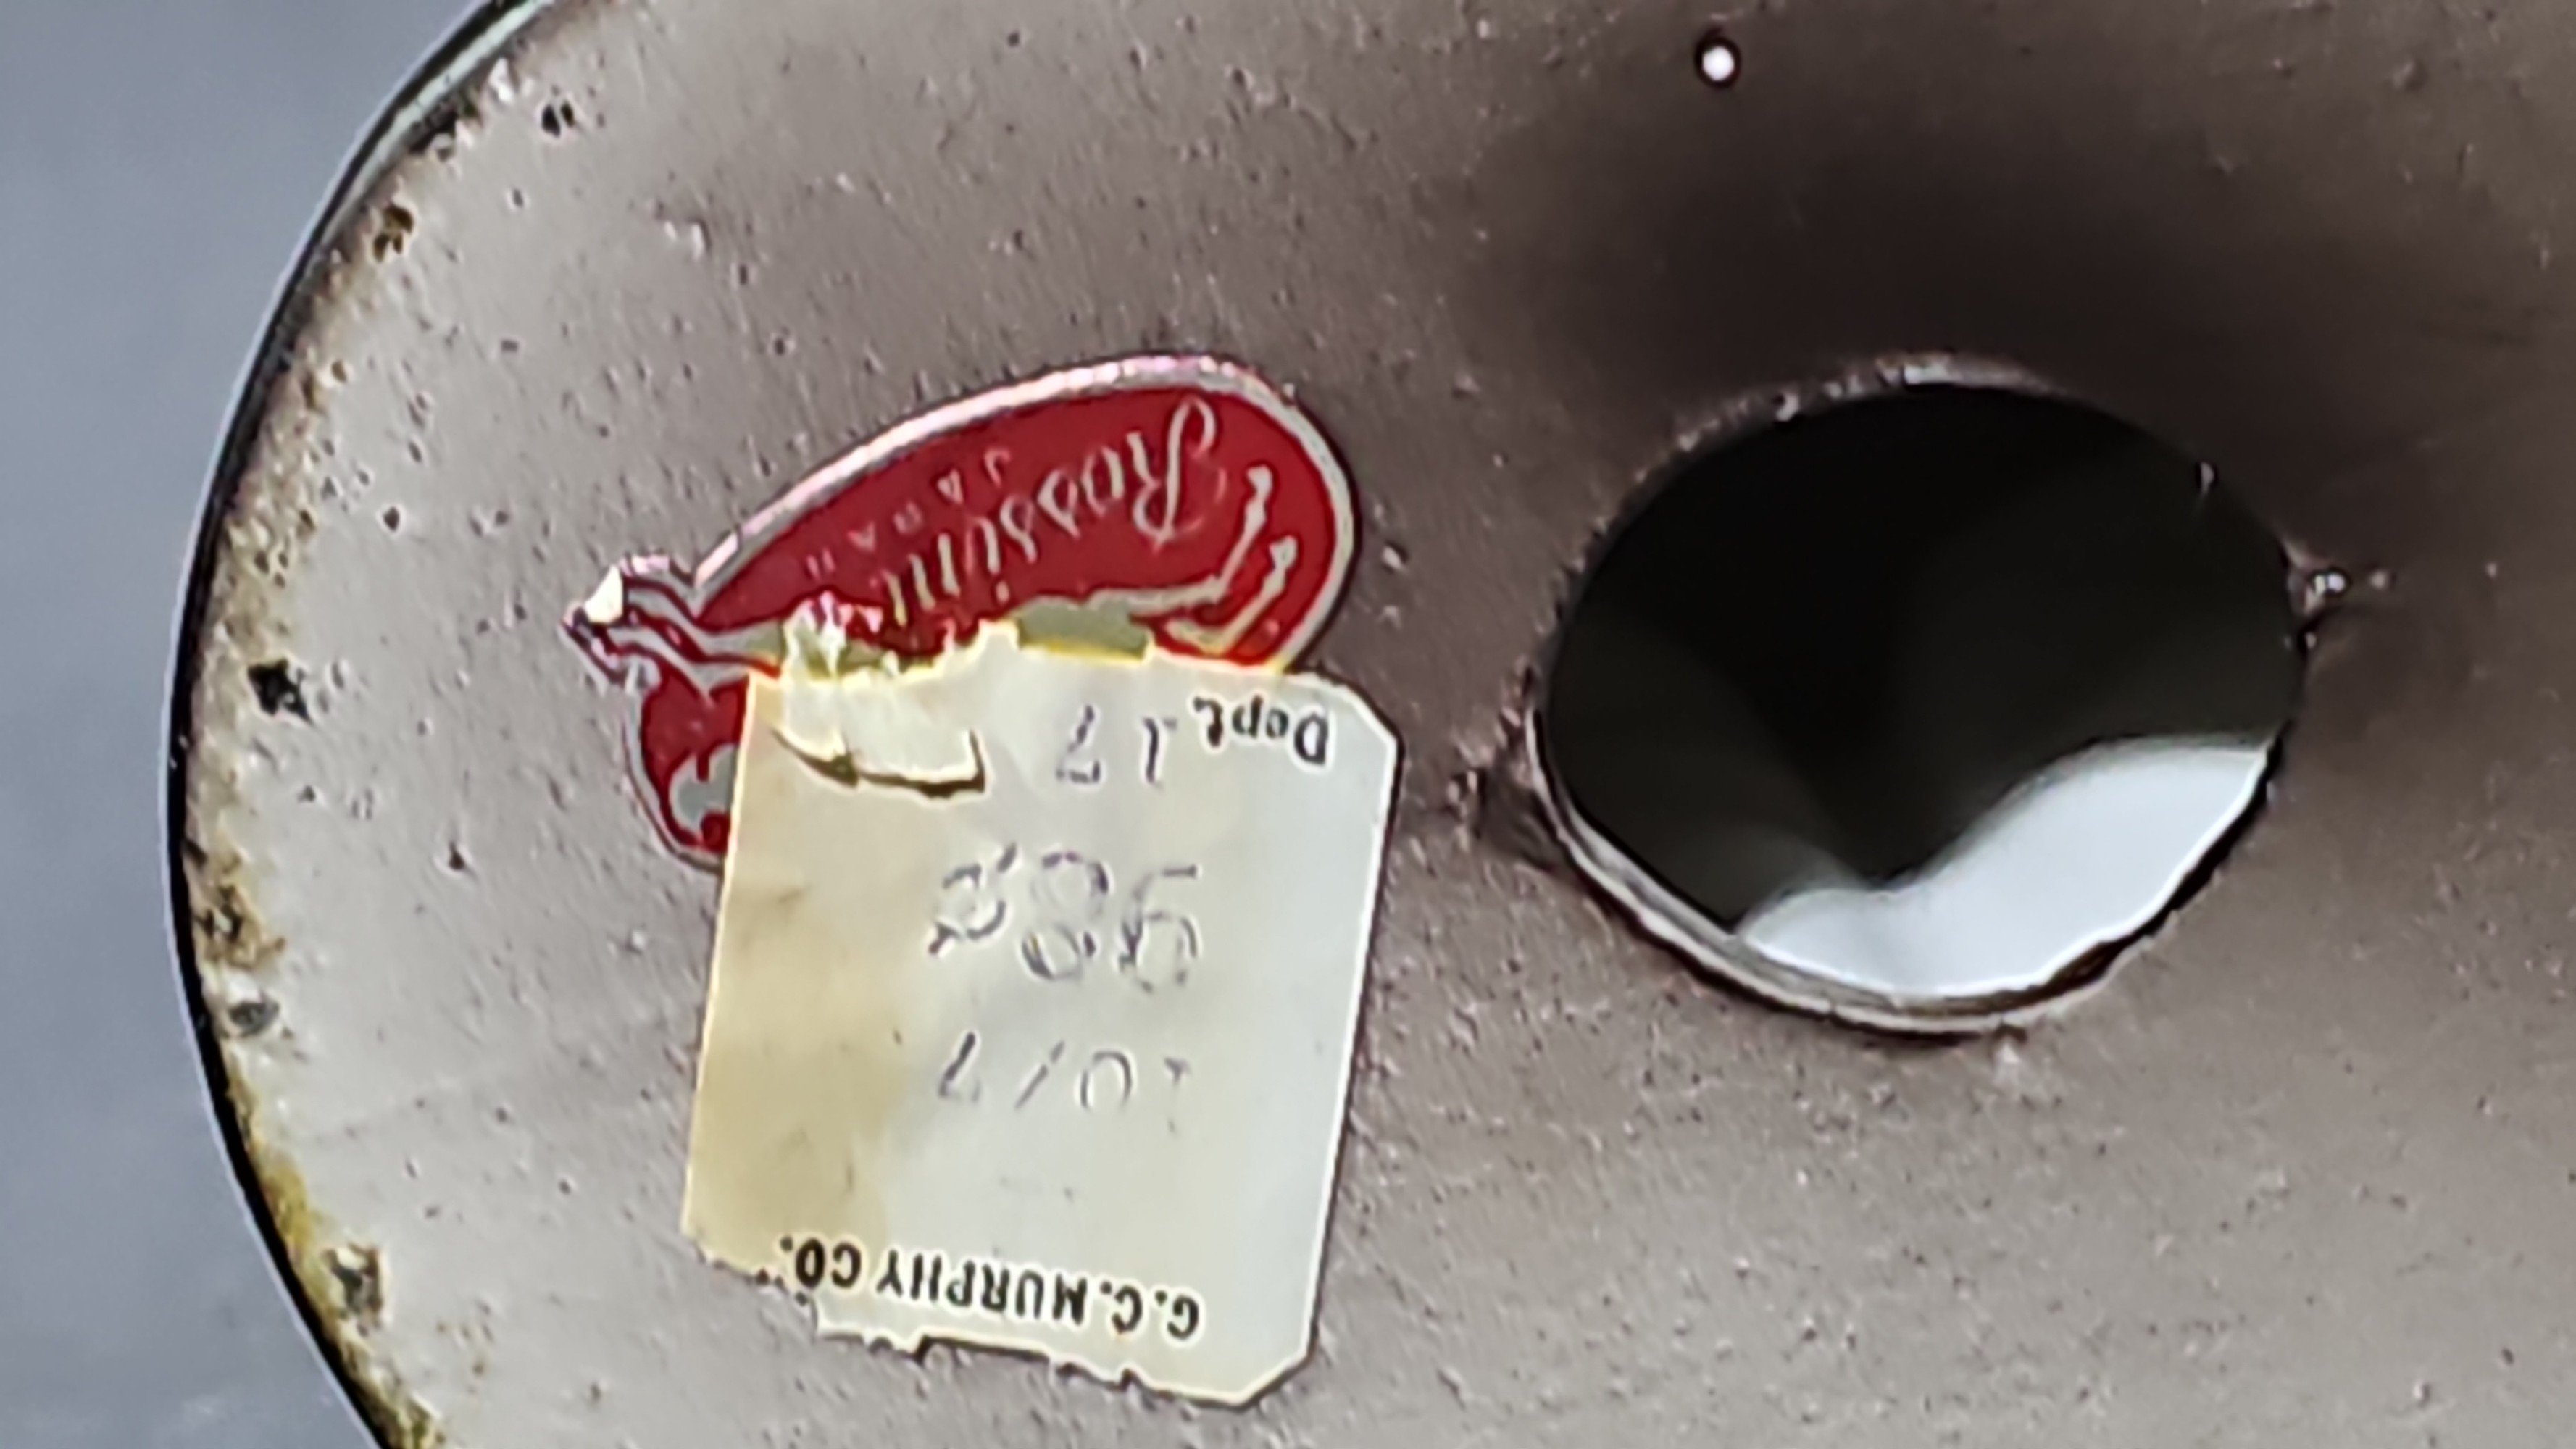 Rossini
JAPAN
Dept. 17
98¢
10/7
G.C. MURPHY CO.